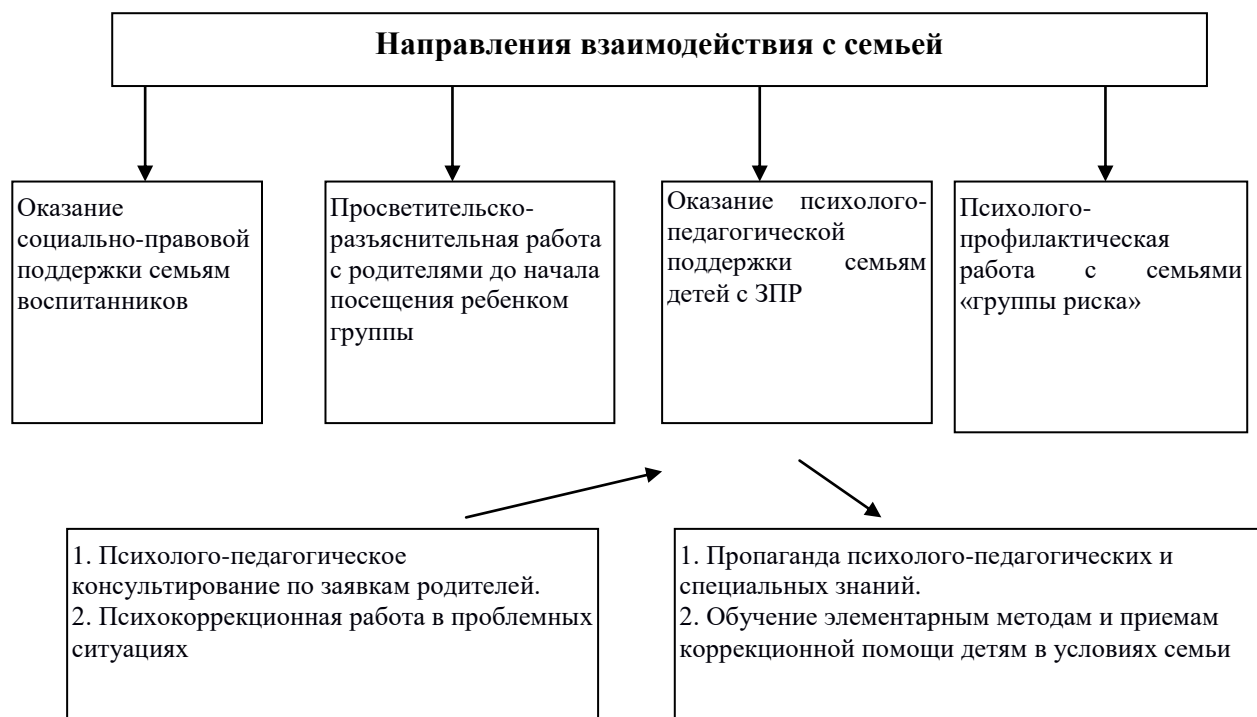 Направления взаимодействия с семьей
Оказание
социально-правовой
поддержки семьям
воспитанников
Просветительско-
разъяснительная работа
с родителями до начала
посещения ребенком
группы
Оказание психолого-
педагогической
поддержки семьям
детей с ЗПР
Психолого-
профилактическая
работа с семьями
«группы риска»
1. Психолого-педагогическое
консультирование по заявкам родителей.
2. Психокоррекционная работа в проблемных
ситуациях
1. Пропаганда психолого-педагогических и
специальных знаний.
2. Обучение элементарным методам и приемам
коррекционной помощи детям в условиях семьи